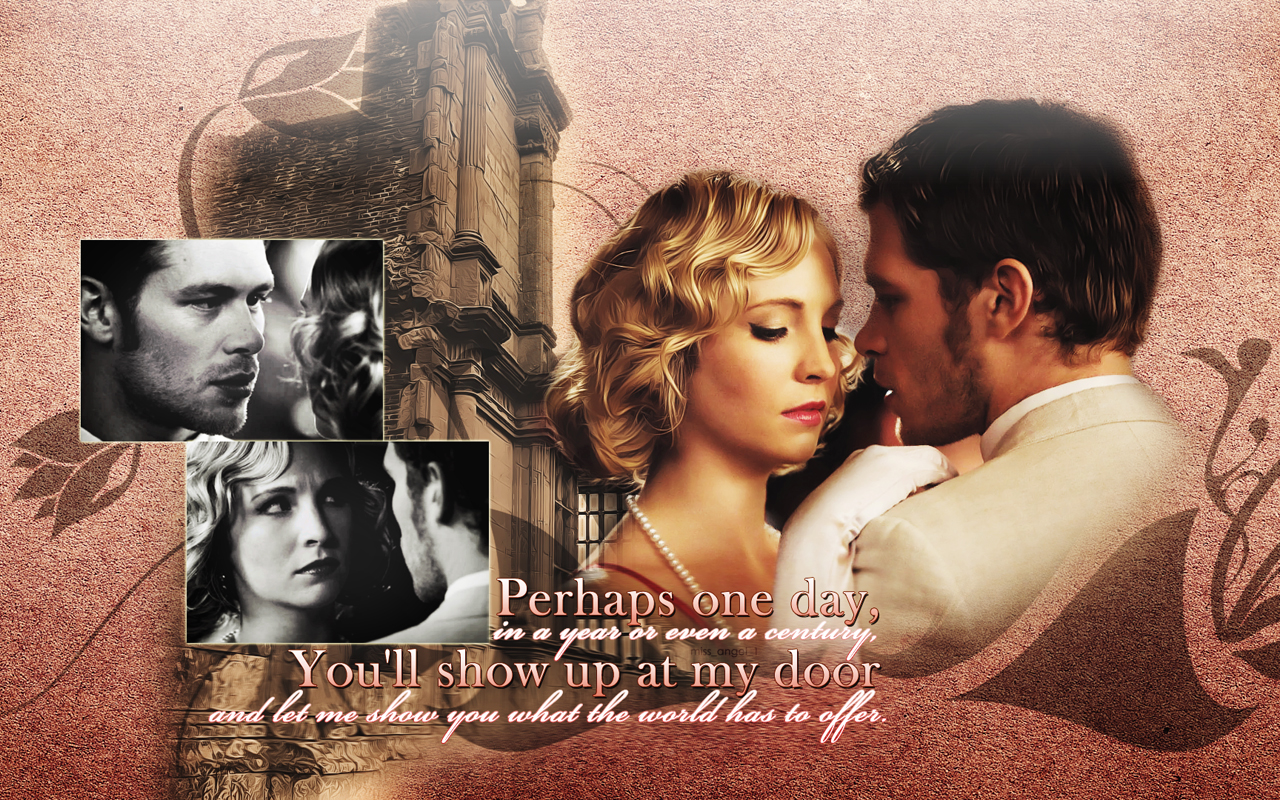 Perhaps one day,
in a year or even a century,
miss_angel_t
You'll show up at my door
and let me show you what the world has to offer.